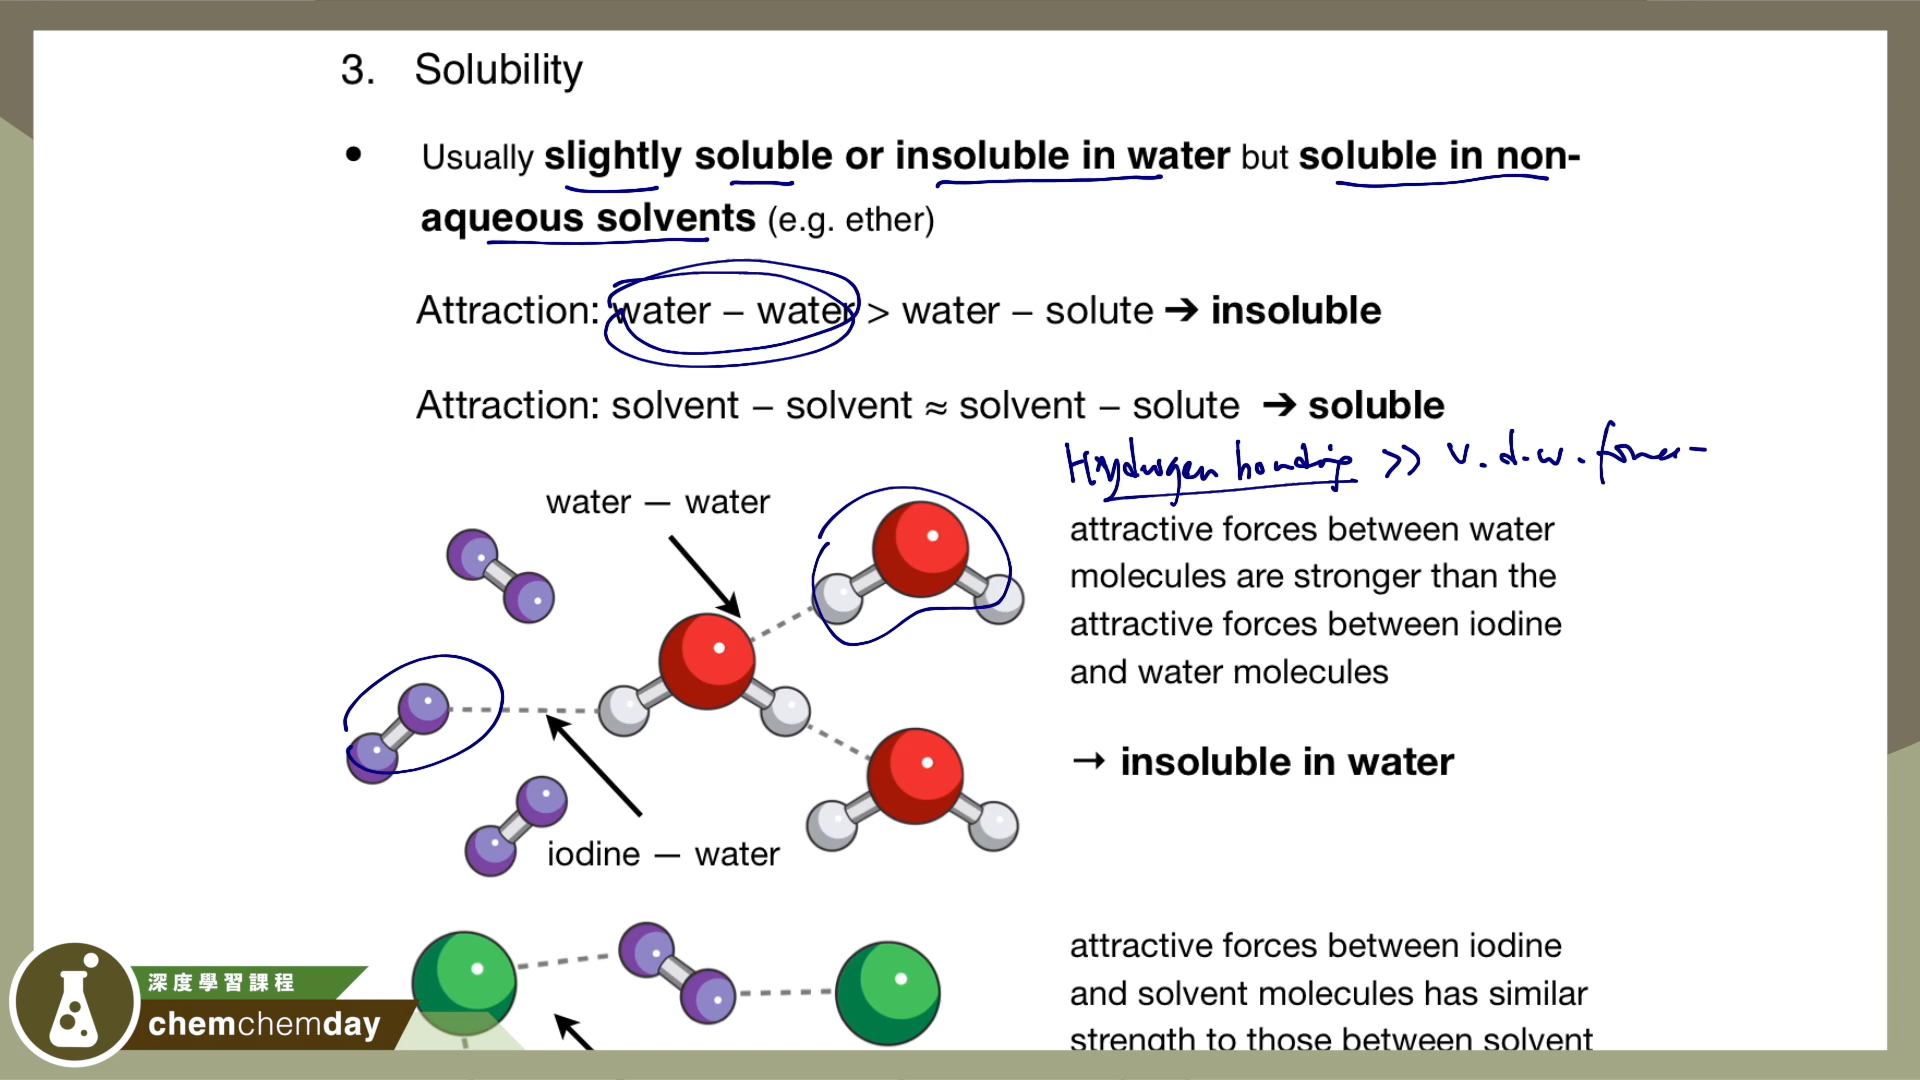 3. Solubility
• Usually slightly soluble or insoluble in water but soluble in non-
aqueous solvents (e.g. ether)
Attraction: water – water > water – solute ➔ insoluble
Attraction: solvent – solvent ≈ solvent – solute ➔ soluble
Hydrogen bonding >> v.d.w. forces
water — water
attractive forces between water
molecules are stronger than the
attractive forces between iodine
and water molecules
→ insoluble in water
iodine — water
attractive forces between iodine
and solvent molecules has similar
strength to those between solvent
深度學習課程
chemchemday